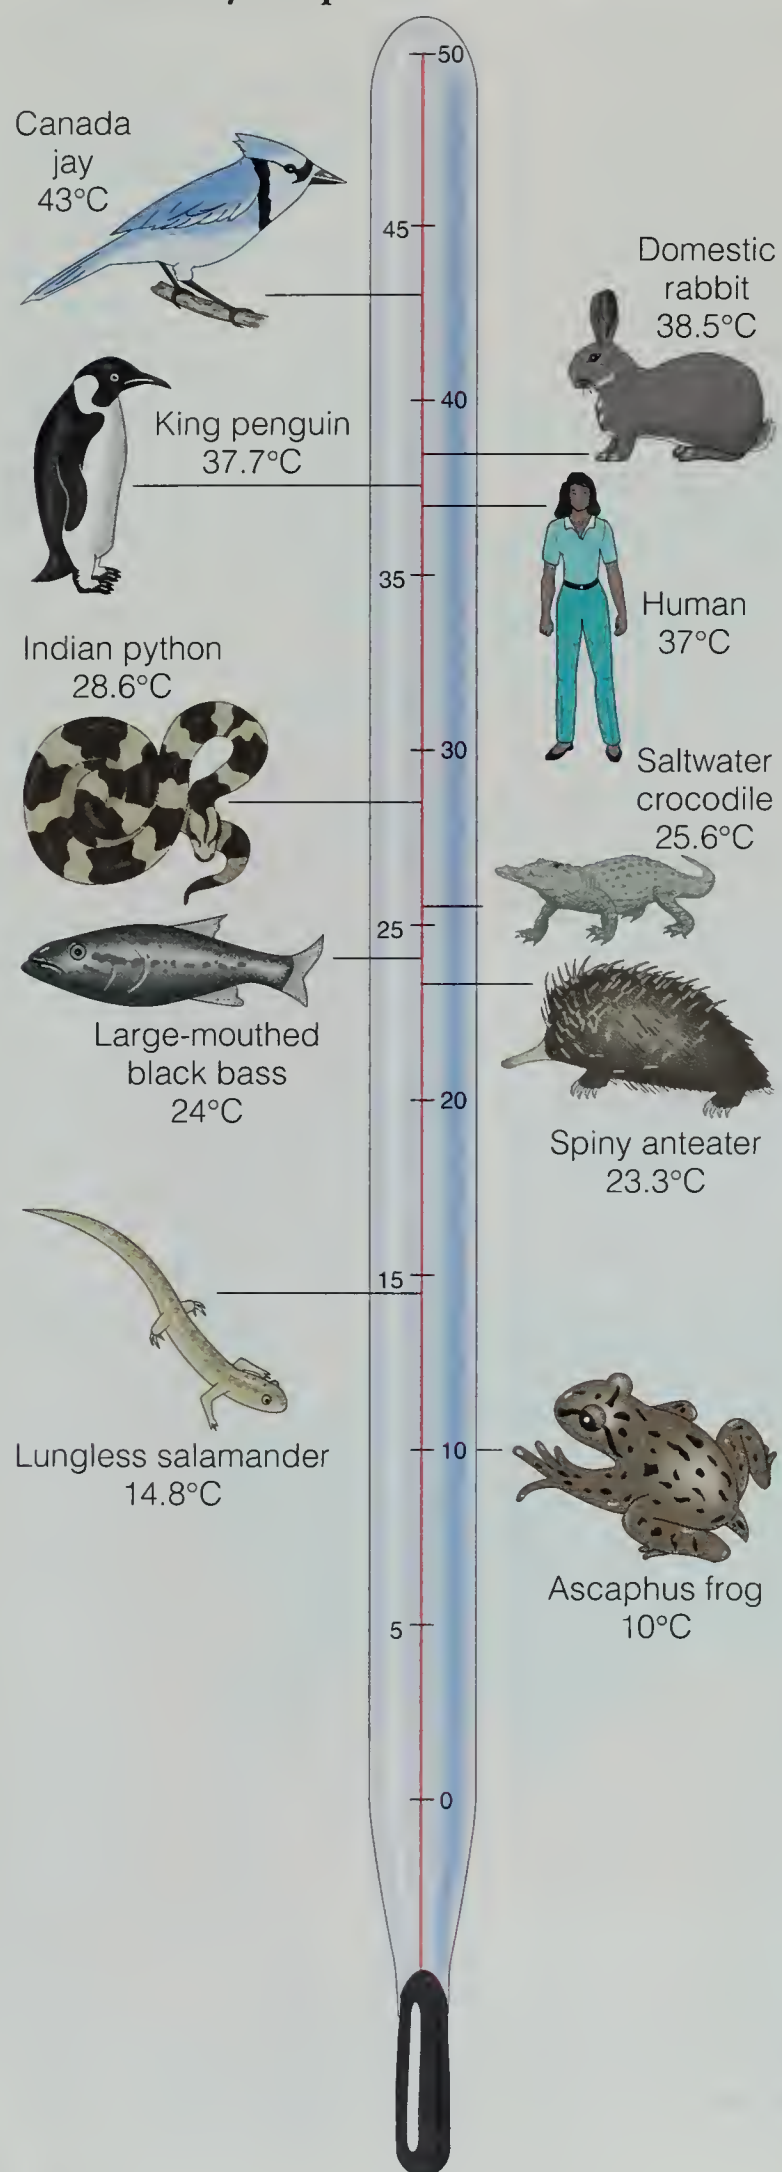 50
Canada
jay
43°C
45
Domestic
rabbit
38.5°C
40
King penguin
37.7°C
35
Human
37°C
Indian python
28.6°C
30
Saltwater
crocodile
25.6°C
25
Large-mouthed
black bass
24°C
20
Spiny anteater
23.3°C
15
Lungless salamander
14.8°C
10
Ascaphus frog
10°C
5
0